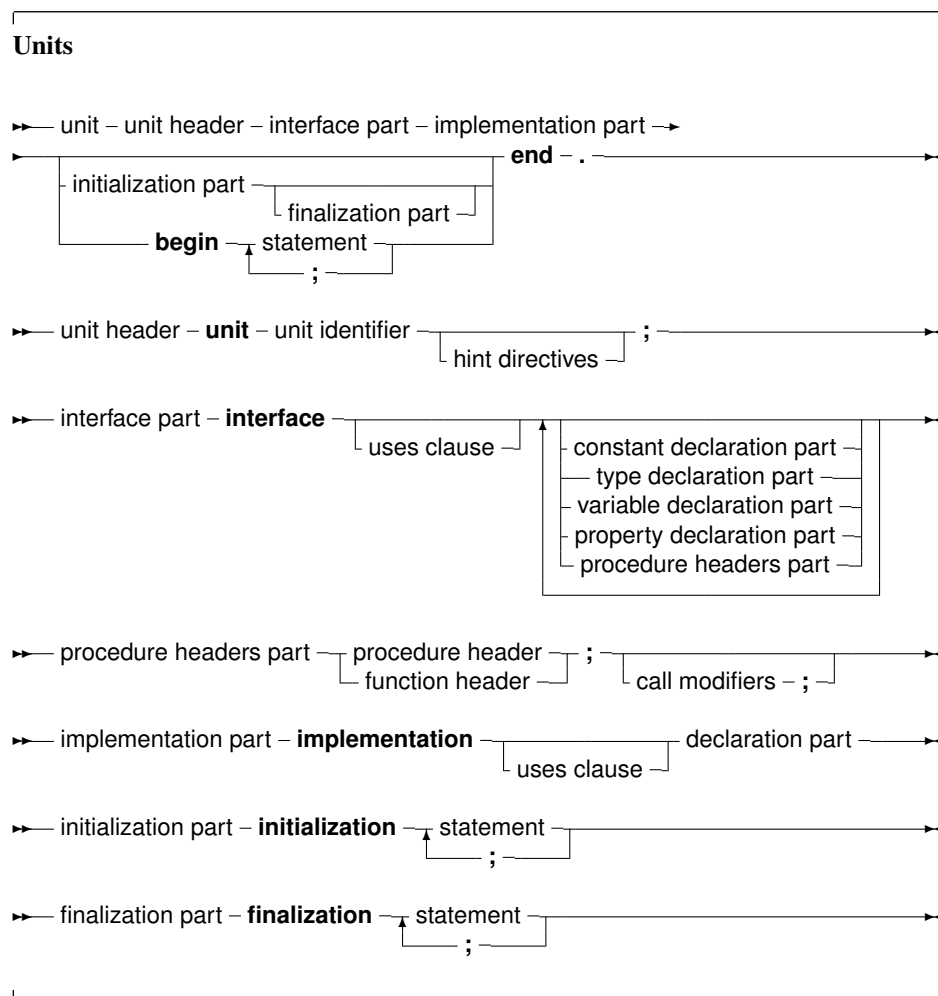 Units
unit – unit header – interface part – implementation part
end – .
initialization part
finalization part
begin – statement
;
unit header – unit – unit identifier ;
hint directives
interface part – interface
uses clause
constant declaration part
type declaration part
variable declaration part
property declaration part
procedure headers part
procedure headers part procedure header ;
function header
call modifiers – ;
implementation part – implementation declaration part
uses clause
initialization part – initialization statement
;
finalization part – finalization statement
;